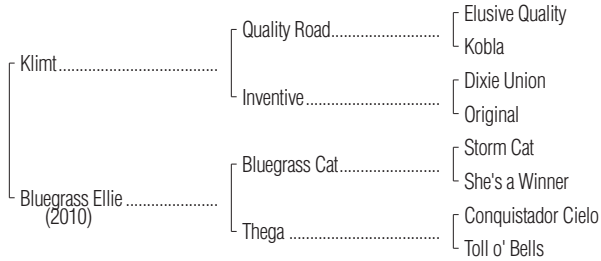 Elusive Quality
Quality Road
Kobla
Klimt
Dixie Union
Inventive
Original
Storm Cat
Bluegrass Cat
She's a Winner
Bluegrass Ellie
(2010)
Conquistador Cielo
Thega
Toll o' Bells